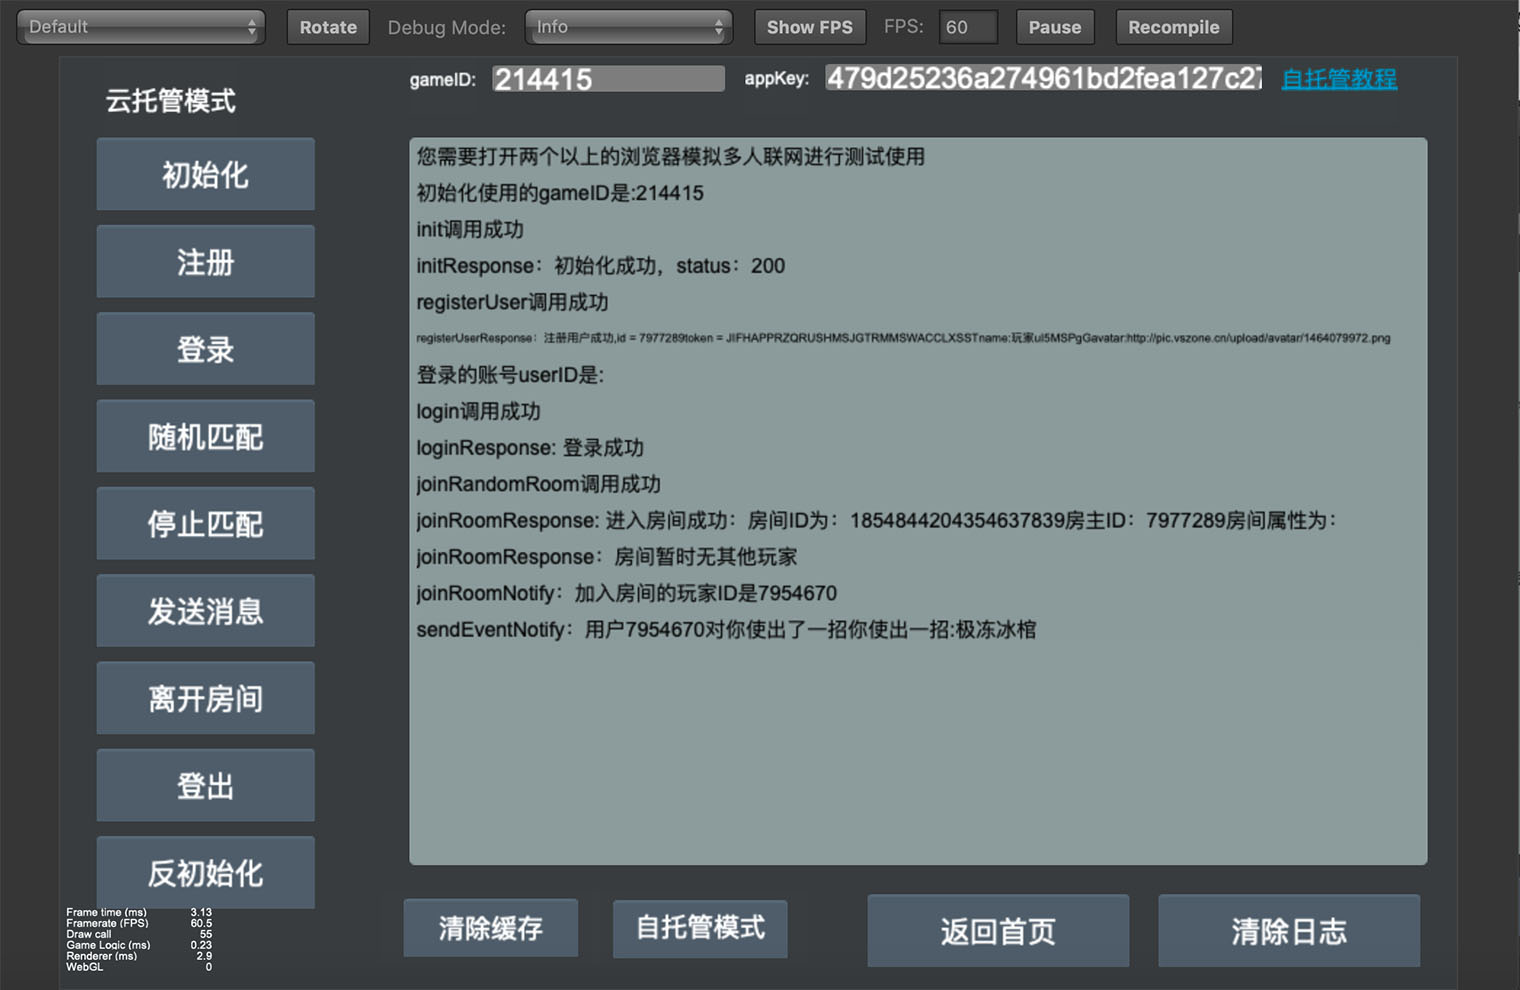 Default Rotate Debug Mode: Info Show FPS FPS: 60 Pause Recompile
云托管模式
gameID: 214415 appKey: 479d25236a274961bd2fea127c27 自托管教程
初始化
注册
登录
随机匹配
停止匹配
发送消息
离开房间
登出
反初始化
您需要打开两个以上的浏览器模拟多人联网进行测试使用
初始化使用的gameID是:214415
init调用成功
initResponse：初始化成功，status：200
registerUser调用成功
registerUserResponse：注册用户成功,id = 7977289token = JIFHAPPRZQRUSHMSJGTRMMSWACCLXSSTname:玩家ul5MSPgGavatar:http://pic.vszone.cn/upload/avatar/1464079972.png
登录的账号userID是:
login调用成功
loginResponse: 登录成功
joinRandomRoom调用成功
joinRoomResponse: 进入房间成功：房间ID为：1854844204354637839房主ID：7977289房间属性为：
joinRoomResponse：房间暂时无其他玩家
joinRoomNotify：加入房间的玩家ID是7954670
sendEventNotify：用户7954670对你使出了一招你使出一招:极冻冰棺
Frame time (ms) 3.13
Framerate (FPS) 60.5
Draw call 55
Game Logic (ms) 0.23
Renderer (ms) 2.9
WebGL 0
清除缓存 自托管模式 返回首页 清除日志